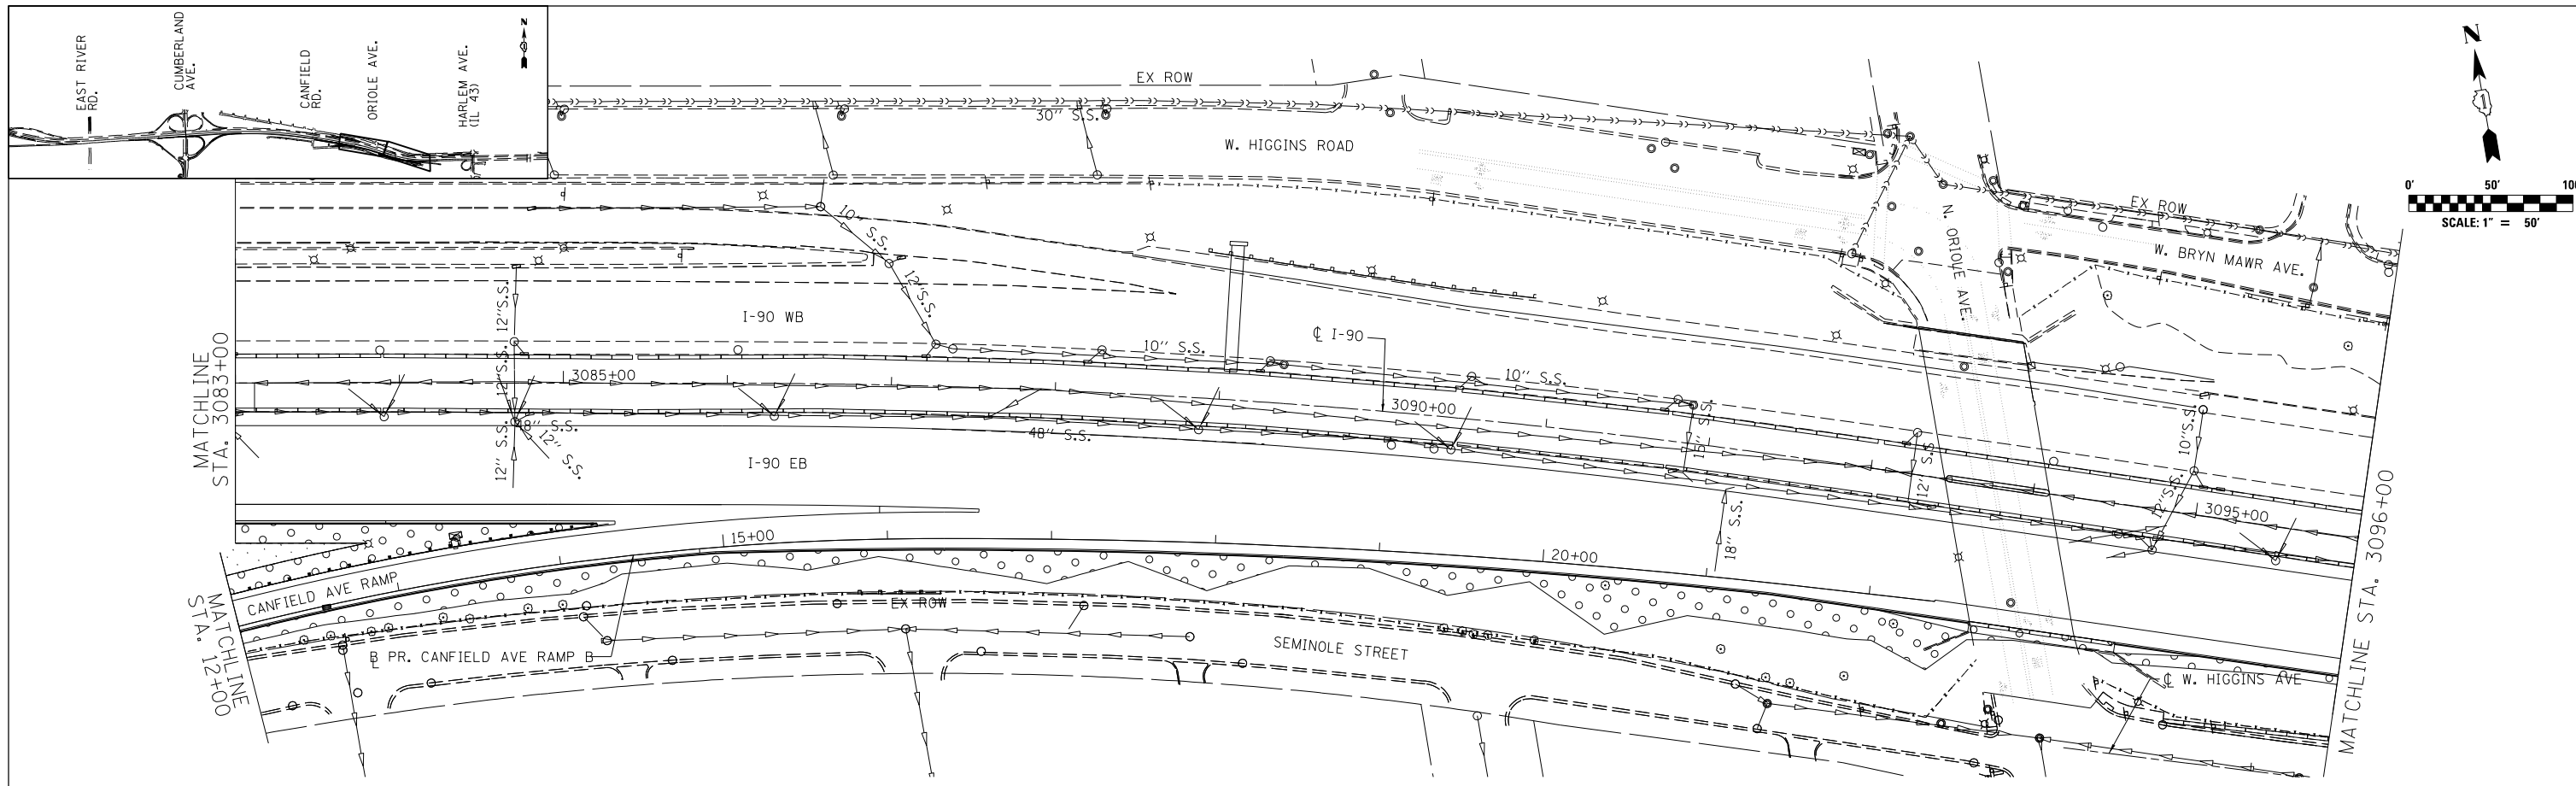 EAST RIVER
RD.
CUMBERLAND
AVE.
CANFIELD
RD.
ORIOLE AVE.
HARLEM AVE.
(IL 43)
N
EX ROW
30" S.S.
W. HIGGINS ROAD
N
0' 50' 100
SCALE: 1" = 50'
EX ROW
N. ORIOLE AVE.
W. BRYN MAWR AVE.
10" S.S.
12" S.S.
12" S.S.
I-90 WB
℄ I-90
10" S.S.
10" S.S.
MATCHLINE
STA. 3083+00
12" S.S.
3085+00
3090+00
12" S.S.
12" S.S.
48" S.S.
15" S.S.
12" S.S.
10" S.S.
12" S.S.
3095+00
I-90 EB
18" S.S.
MATCHLINE STA. 3096+00
15+00
20+00
CANFIELD AVE RAMP
MATCHLINE
STA. 12+00
EX ROW
PR. CANFIELD AVE RAMP B
SEMINOLE STREET
℄ W. HIGGINS AVE